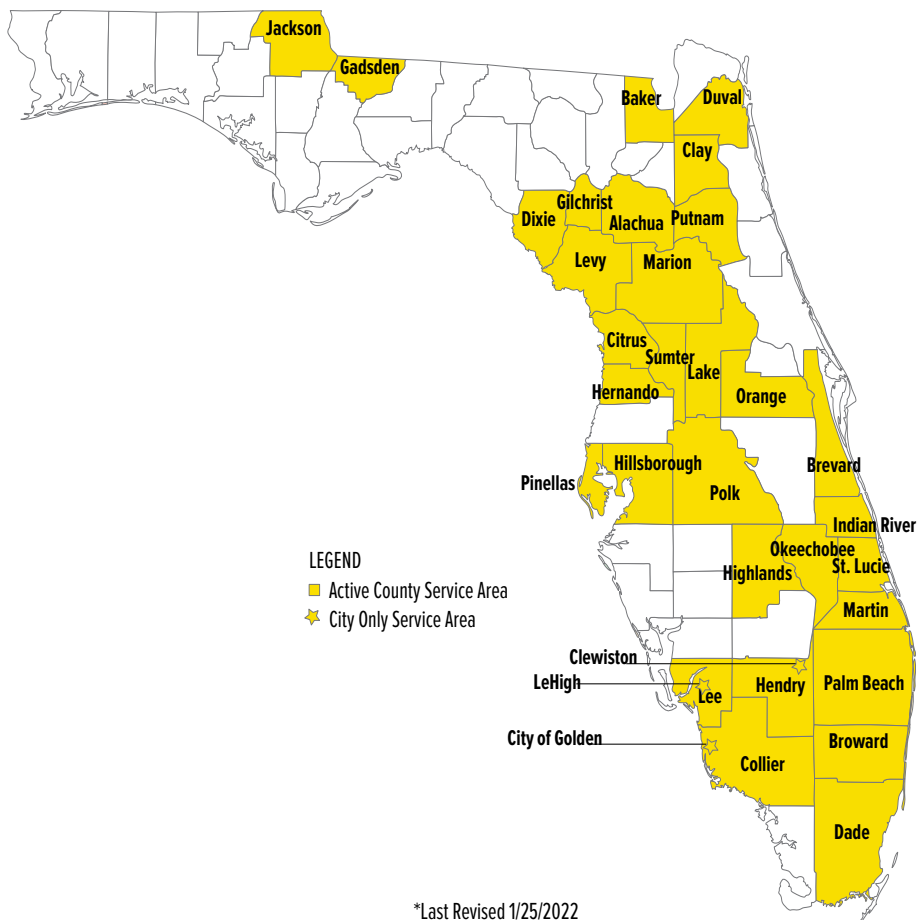 Jackson
Gadsden
Baker
Duval
Clay
Gilchrist
Dixie
Alachua
Putnam
Levy
Marion
Citrus
Sumter
Lake
Hernando
Orange
Hillsborough
Brevard
Pinellas
Polk
Indian River
Okeechobee
St. Lucie
Highlands
LEGEND
Active County Service Area
City Only Service Area
Martin
Clewiston
LeHigh
Hendry
Palm Beach
Lee
City of Golden
Broward
Collier
Dade
*Last Revised 1/25/2022